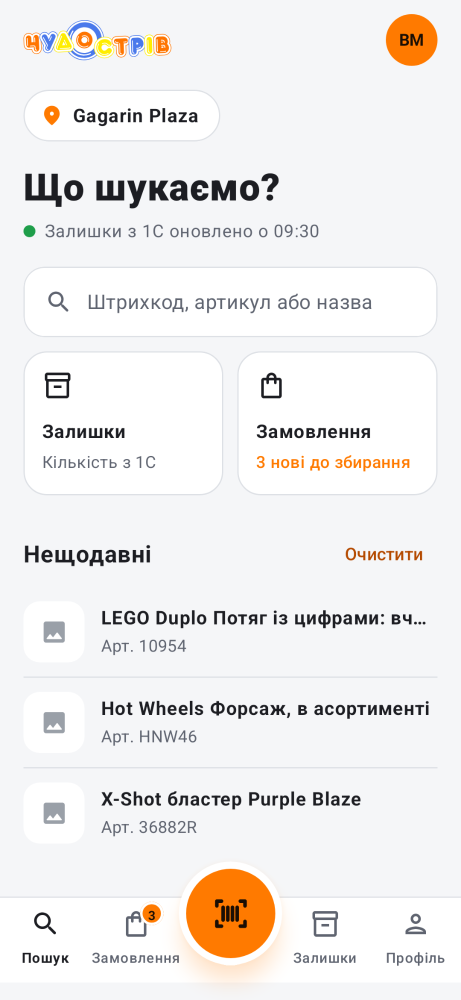 ЧУДООСТРІВ
ВМ
Gagarin Plaza
Що шукаємо?
Залишки з 1С оновлено о 09:30
Штрихкод, артикул або назва
Залишки
Кількість з 1С
Замовлення
3 нові до збирання
Нещодавні
Очистити
LEGO Duplo Потяг із цифрами: вч…
Арт. 10954
Hot Wheels Форсаж, в асортименті
Арт. HNW46
X-Shot бластер Purple Blaze
Арт. 36882R
3
Пошук
Замовлення
Залишки
Профіль